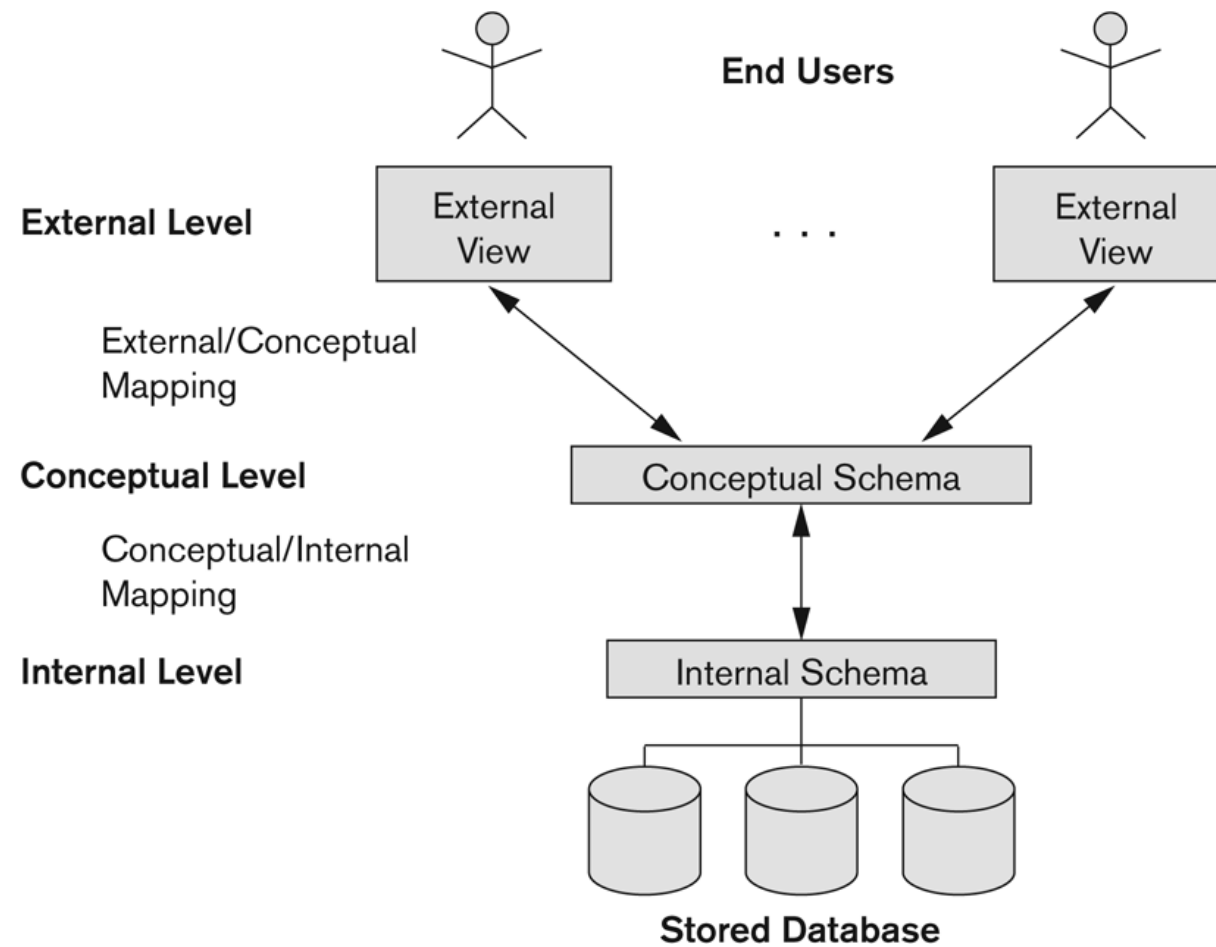 End Users
External Level
External
View
. . .
External
View
External/Conceptual
Mapping
Conceptual Level
Conceptual Schema
Conceptual/Internal
Mapping
Internal Level
Internal Schema
Stored Database